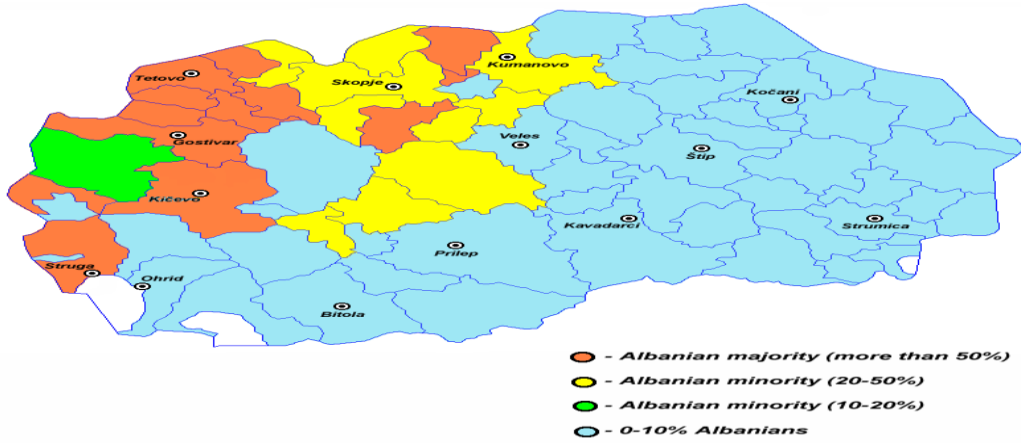 Kumanovo
Tetovo
Skopje
Kočani
Veles
Gostivar
Štip
Kičevo
Kavadarci
Strumica
Prilep
Struga
Ohrid
Bitola
- Albanian majority (more than 50%)
- Albanian minority (20-50%)
- Albanian minority (10-20%)
- 0-10% Albanians